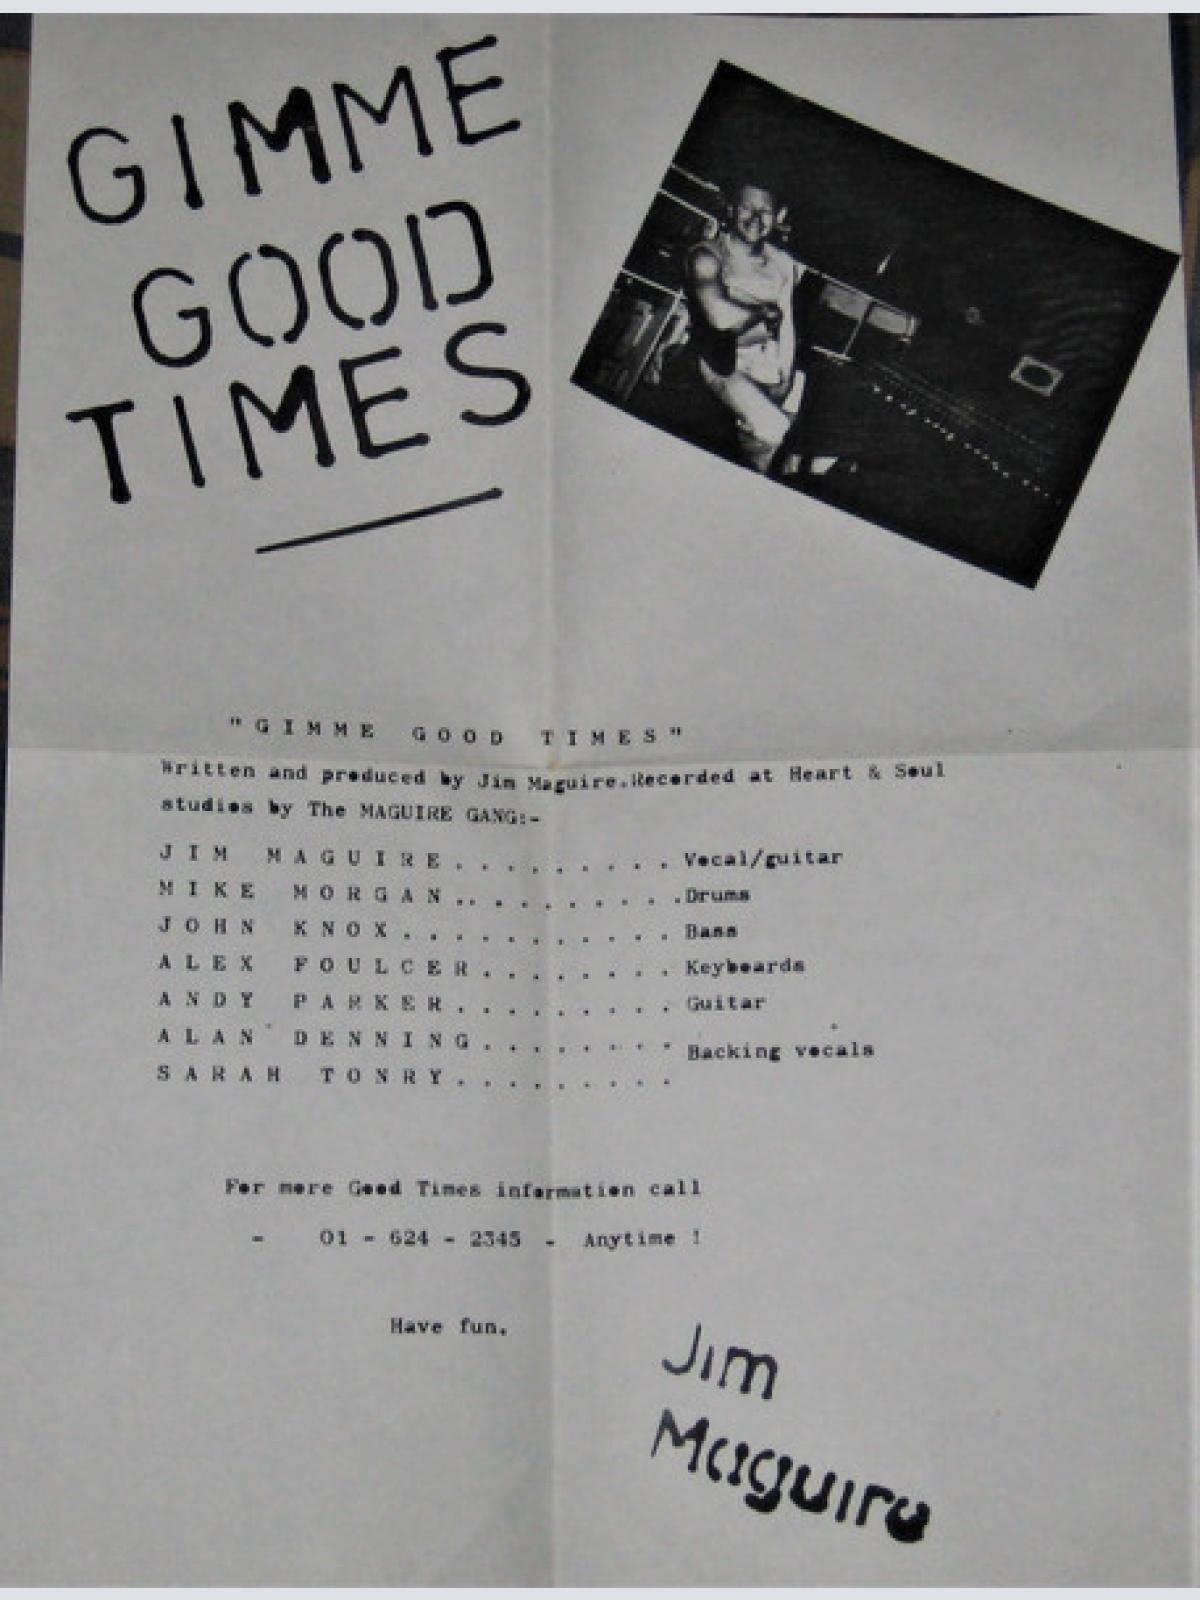 GIMME
GOOD
TIMES
"GIMME GOOD TIMES"
Written and produced by Jim Maguire.Recorded at Heart & Soul
studios by The MAGUIRE GANG:-
JIM MAGUIRE.........Vocal/guitar
MIKE MORGAN...........Drums
JOHN KNOX...........Bass
ALEX FOULCER........Keyboards
ANDY PARKER.........Guitar
ALAN DENNING........
Backing vocals
SARAH TONRY.........
For more Good Times information call
- 01 - 624 - 2345 - Anytime !
Have fun.
Jim
Maguire